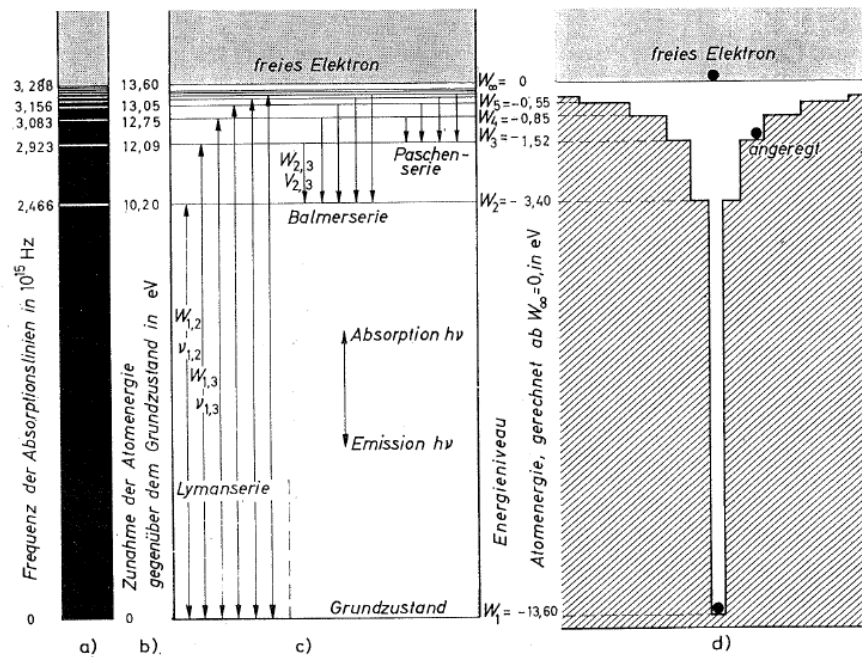 freies Elektron
3,288
3,156
3,083
2,923
2,466
0
Frequenz der Absorptionslinien in 10¹⁵ Hz
13,60
13,05
12,75
12,09
10,20
0
Zunahme der Atomenergie
gegenüber dem Grundzustand in eV
W₂,₃
V₂,₃
Paschen-
serie
Balmerserie
W₁,₂
ν₁,₂
W₁,₃
ν₁,₃
Absorption hν
Emission hν
Lymanserie
Grundzustand
W∞ = 0
W₅ = -0,55
W₄ = -0,85
W₃ = -1,52
W₂ = -3,40
W₁ = -13,60
Energieniveau
Atomenergie, gerechnet ab W∞=0, in eV
freies Elektron
angeregt
a)
b)
c)
d)